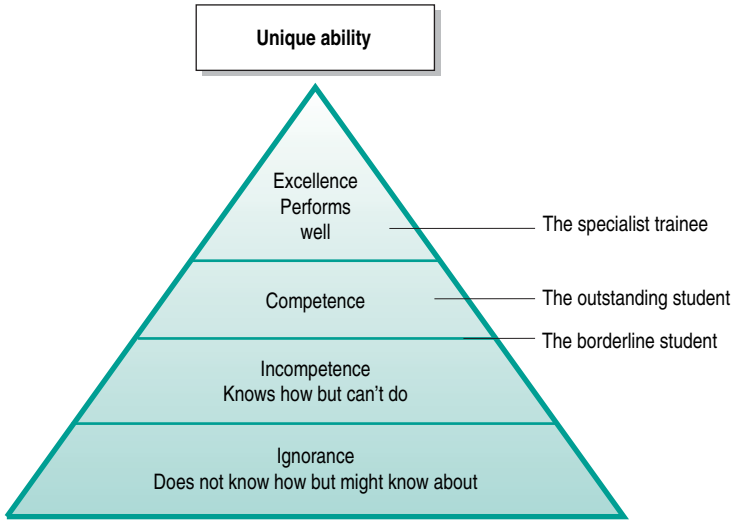 Unique ability
Excellence
Performs
well
The specialist trainee
Competence
The outstanding student
The borderline student
Incompetence
Knows how but can't do
Ignorance
Does not know how but might know about